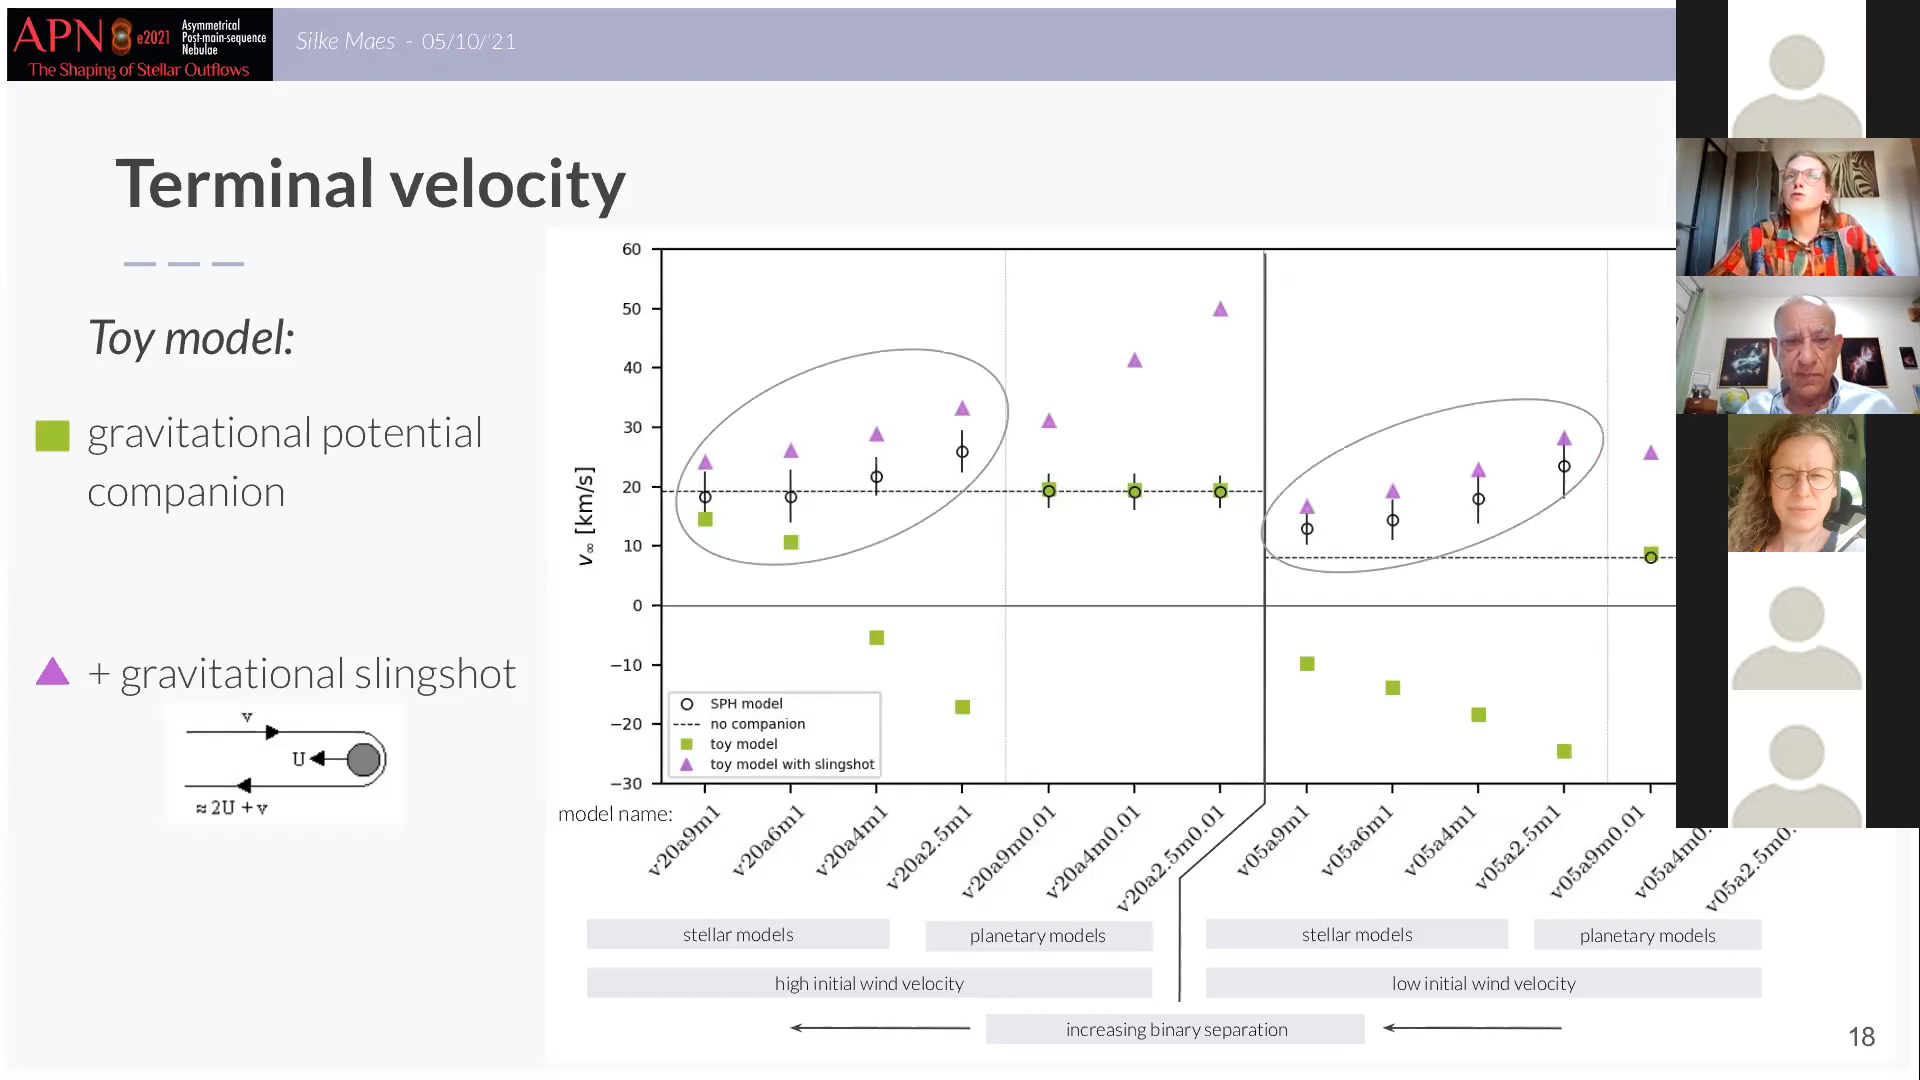 APN 8 e2021
Asymmetrical
Post-main-sequence
Nebulae
The Shaping of Stellar Outflows
Silke Maes - 05/10/'21
Terminal velocity
Toy model:
gravitational potential
companion
+ gravitational slingshot
v
U
≈ 2U + v
60
50
40
30
20
10
0
−10
−20
−30
v∞ [km/s]
SPH model
no companion
toy model
toy model with slingshot
model name:
v20a9m1
v20a6m1
v20a4m1
v20a2.5m1
v20a9m0.01
v20a4m0.01
v20a2.5m0.01
v05a9m1
v05a6m1
v05a4m1
v05a2.5m1
v05a9m0.01
v05a4m0.
v05a2.5m0.
stellar models
planetary models
stellar models
planetary models
high initial wind velocity
low initial wind velocity
increasing binary separation
18